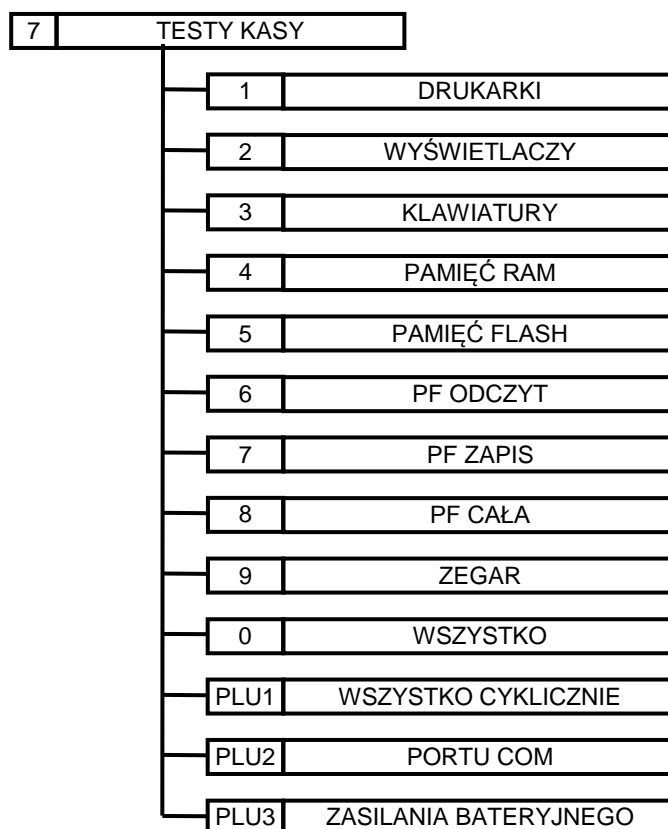 7 TESTY KASY
1 DRUKARKI
2 WYŚWIETLACZY
3 KLAWIATURY
4 PAMIĘĆ RAM
5 PAMIĘĆ FLASH
6 PF ODCZYT
7 PF ZAPIS
8 PF CAŁA
9 ZEGAR
0 WSZYSTKO
PLU1 WSZYSTKO CYKLICZNIE
PLU2 PORTU COM
PLU3 ZASILANIA BATERYJNEGO